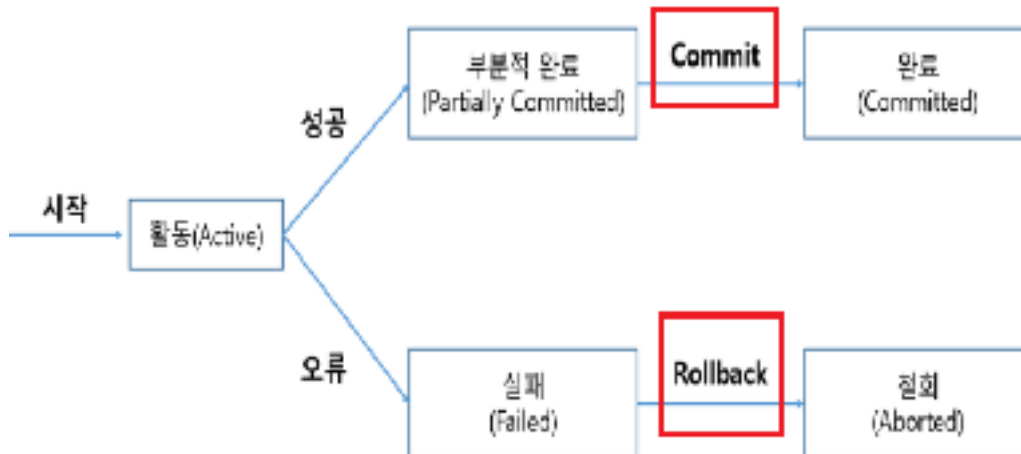 부분적 완료
(Partially Committed)
Commit
완료
(Committed)
성공
시작
활동(Active)
오류
실패
(Failed)
Rollback
철회
(Aborted)